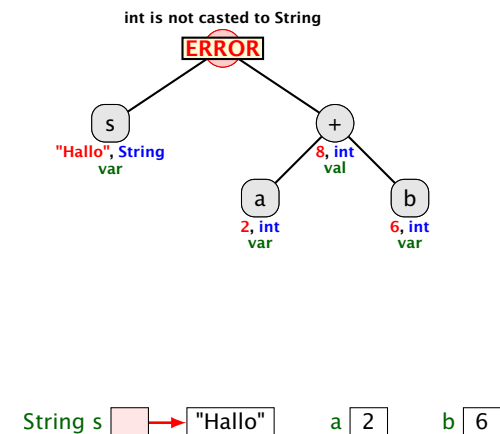 int is not casted to String
ERROR
s +
"Hallo", String 8, int
var val
a b
2, int 6, int
var var
String s "Hallo" a 2 b 6